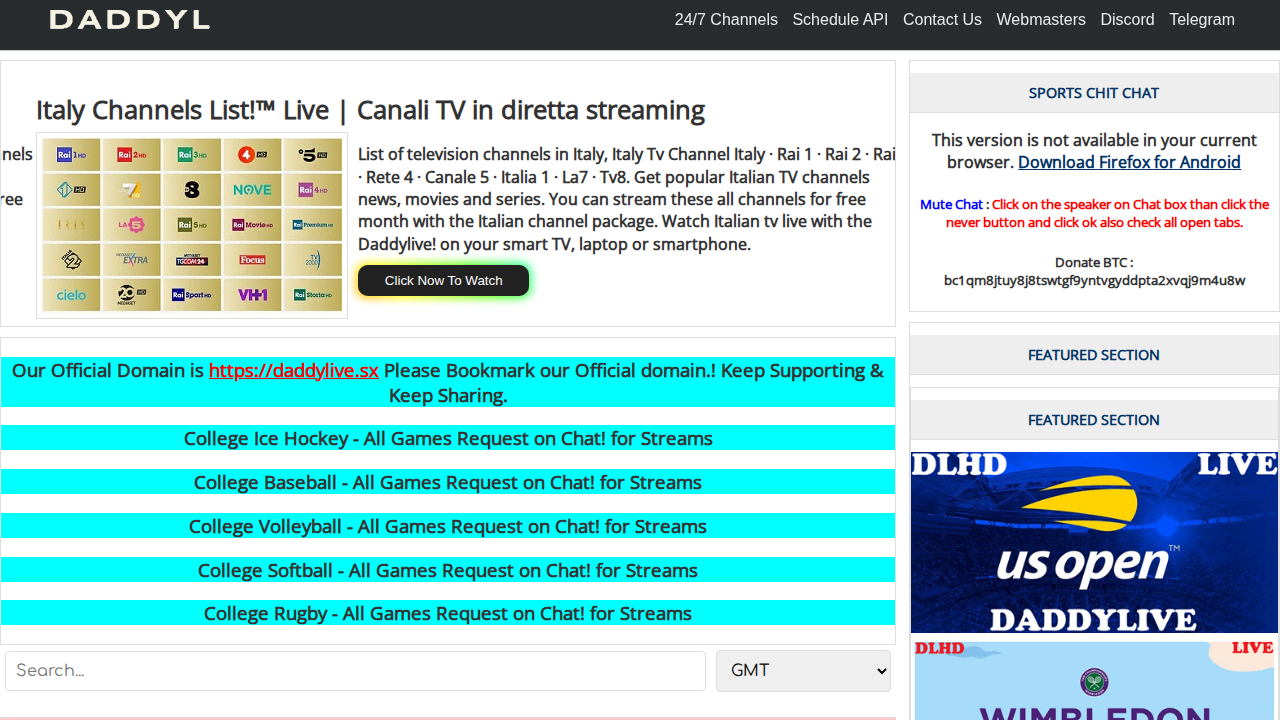 DADDYL
24/7 Channels Schedule API Contact Us Webmasters Discord Telegram
Italy Channels List!™ Live | Canali TV in diretta streaming
nels
ree
Rai 1 HD Rai 2 HD Rai 3 HD 4 HD 5 HD
HD 7 8 NOVE Rai 4 HD
LA 5 Rai 5 HD Rai Movie HD Rai Premium HD
EXTRA TGCOM24 Focus TV 2000
cielo 20 HD MEDIASET Rai Sport HD VH1 Rai Storia HD
List of television channels in Italy, Italy Tv Channel Italy · Rai 1 · Rai 2 · Rai
· Rete 4 · Canale 5 · Italia 1 · La7 · Tv8. Get popular Italian TV channels
news, movies and series. You can stream these all channels for free
month with the Italian channel package. Watch Italian tv live with the
Daddylive! on your smart TV, laptop or smartphone.
Click Now To Watch
Our Official Domain is https://daddylive.sx Please Bookmark our Official domain.! Keep Supporting &
Keep Sharing.
College Ice Hockey - All Games Request on Chat! for Streams
College Baseball - All Games Request on Chat! for Streams
College Volleyball - All Games Request on Chat! for Streams
College Softball - All Games Request on Chat! for Streams
College Rugby - All Games Request on Chat! for Streams
Search...
GMT
SPORTS CHIT CHAT
This version is not available in your current
browser. Download Firefox for Android
Mute Chat : Click on the speaker on Chat box than click the
never button and click ok also check all open tabs.
Donate BTC :
bc1qm8jtuy8j8tswtgf9yntvgyddpta2xvqj9m4u8w
FEATURED SECTION
FEATURED SECTION
DLHD LIVE
us open™
DADDYLIVE
DLHD LIVE
WIMBLEDON